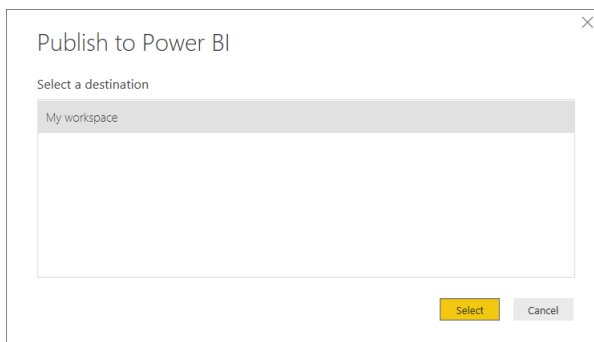 Publish to Power BI
Select a destination
My workspace
Select Cancel